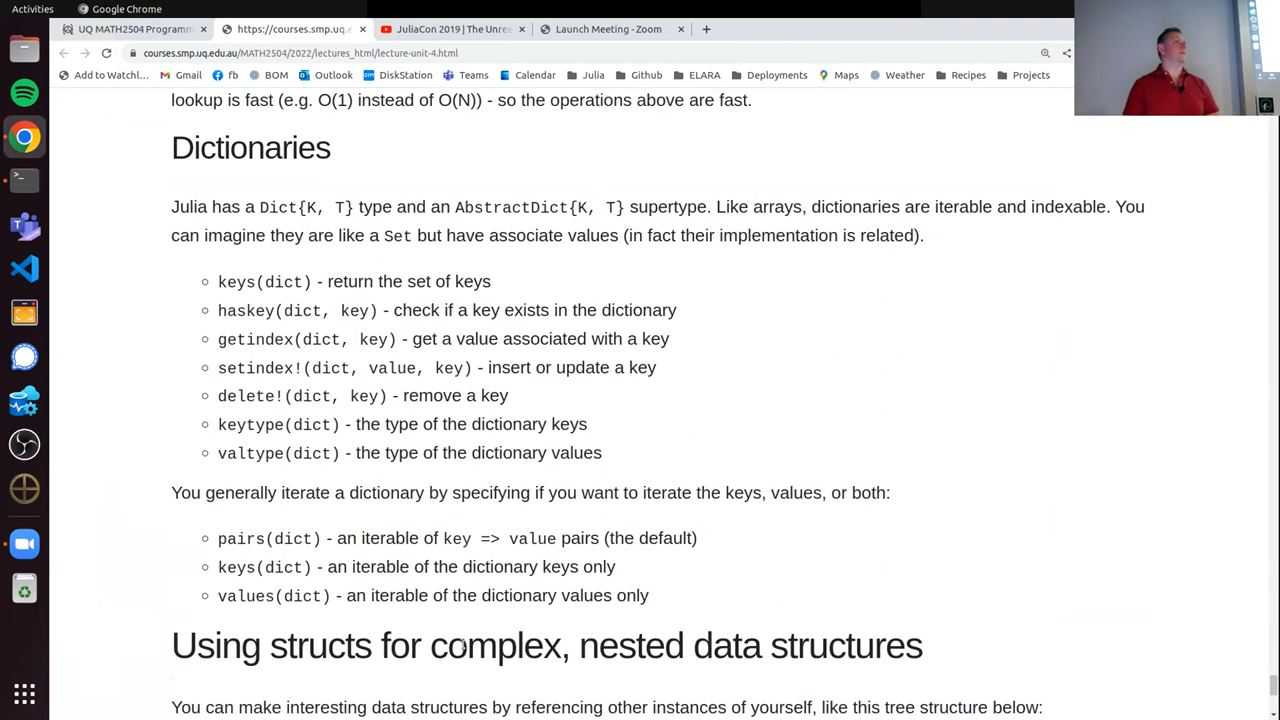 Activities
Google Chrome
UQ MATH2504 Programm
https://courses.smp.uq.e
JuliaCon 2019 | The Unrea
Launch Meeting - Zoom
courses.smp.uq.edu.au/MATH2504/2022/lectures_html/lecture-unit-4.html
Add to Watchl… Gmail fb BOM Outlook DiskStation Teams Calendar Julia Github ELARA Deployments Maps Weather Recipes Projects
lookup is fast (e.g. O(1) instead of O(N)) - so the operations above are fast.
Dictionaries
Julia has a Dict{K, T} type and an AbstractDict{K, T} supertype. Like arrays, dictionaries are iterable and indexable. You
can imagine they are like a Set but have associate values (in fact their implementation is related).
keys(dict) - return the set of keys
haskey(dict, key) - check if a key exists in the dictionary
getindex(dict, key) - get a value associated with a key
setindex!(dict, value, key) - insert or update a key
delete!(dict, key) - remove a key
keytype(dict) - the type of the dictionary keys
valtype(dict) - the type of the dictionary values
You generally iterate a dictionary by specifying if you want to iterate the keys, values, or both:
pairs(dict) - an iterable of key => value pairs (the default)
keys(dict) - an iterable of the dictionary keys only
values(dict) - an iterable of the dictionary values only
Using structs for complex, nested data structures
You can make interesting data structures by referencing other instances of yourself, like this tree structure below: